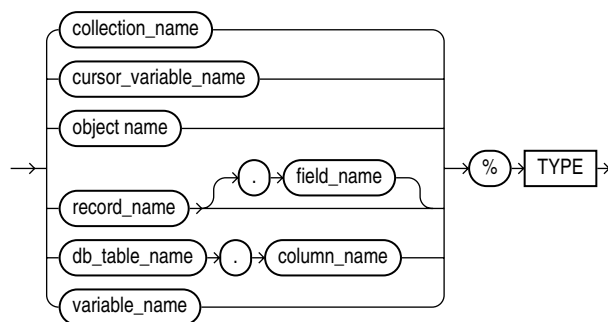 collection_name
cursor_variable_name
object name
. field_name
% TYPE
record_name
db_table_name . column_name
variable_name